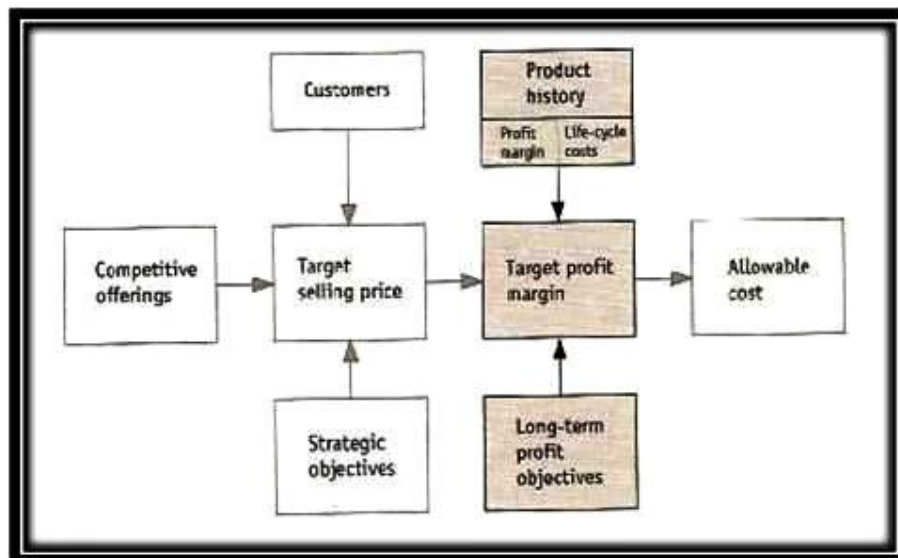 Customers
Product
history
Profit
margin
Life-cycle
costs
Competitive
offerings
Target
selling price
Target profit
margin
Allowable
cost
Strategic
objectives
Long-term
profit
objectives